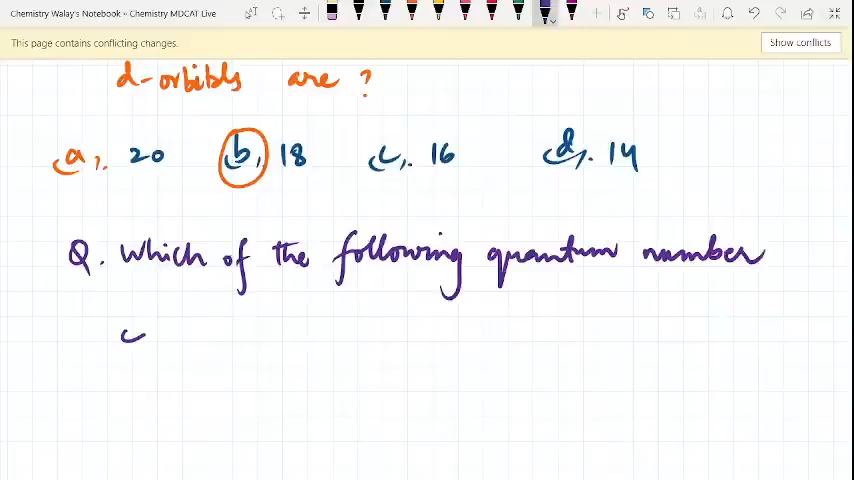 Chemistry Walay's Notebook » Chemistry MDCAT Live
This page contains conflicting changes.
Show conflicts
d-orbitals are ?
a, 20 b, 18 c, 16 d, 14
Q. Which of the following quantum number
c